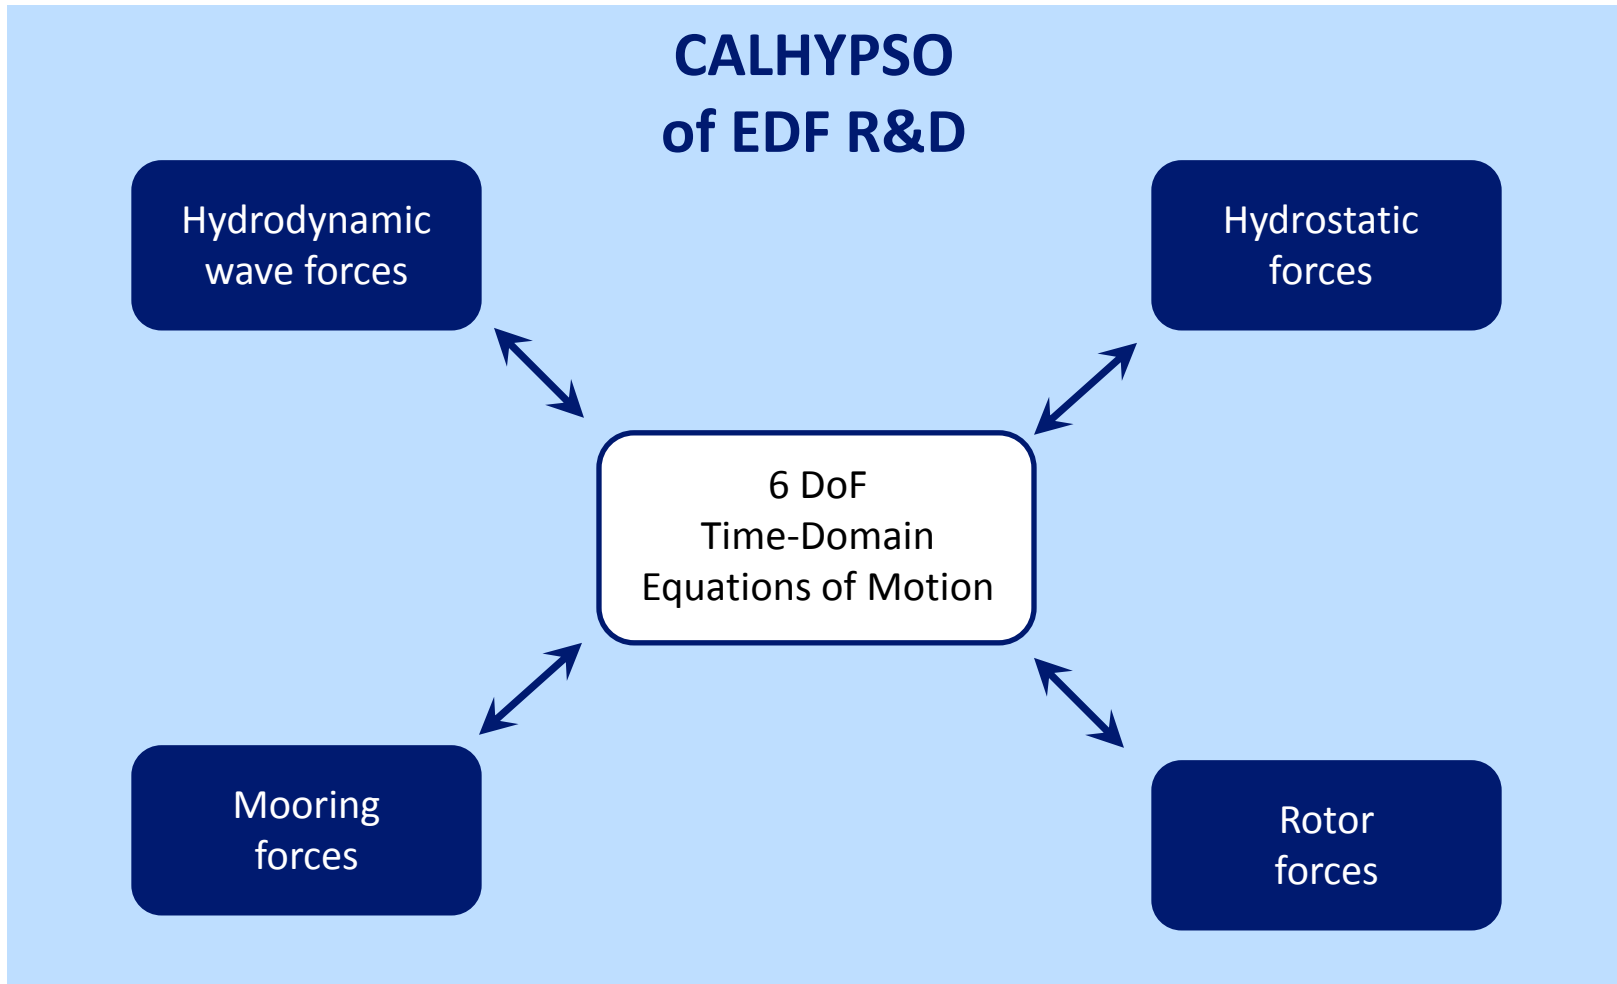 CALHYPSO
of EDF R&D
Hydrodynamic
wave forces
Hydrostatic
forces
6 DoF
Time-Domain
Equations of Motion
Mooring
forces
Rotor
forces